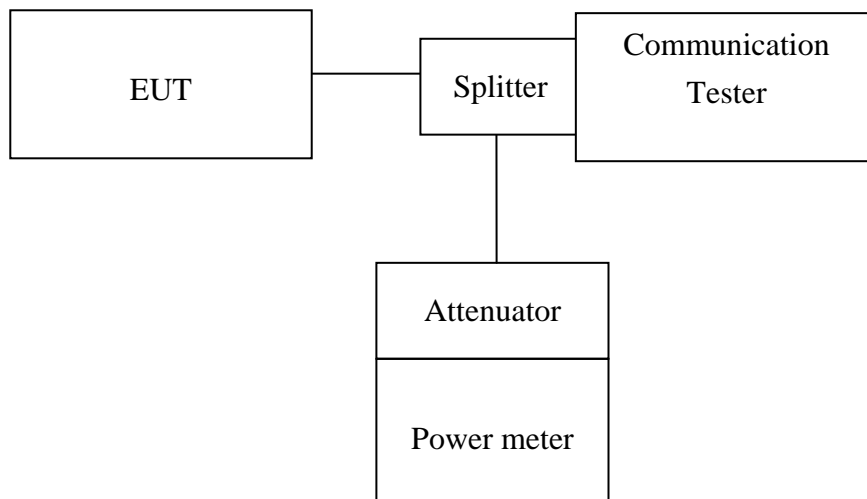 EUT
Splitter
Communication
Tester
Attenuator
Power meter